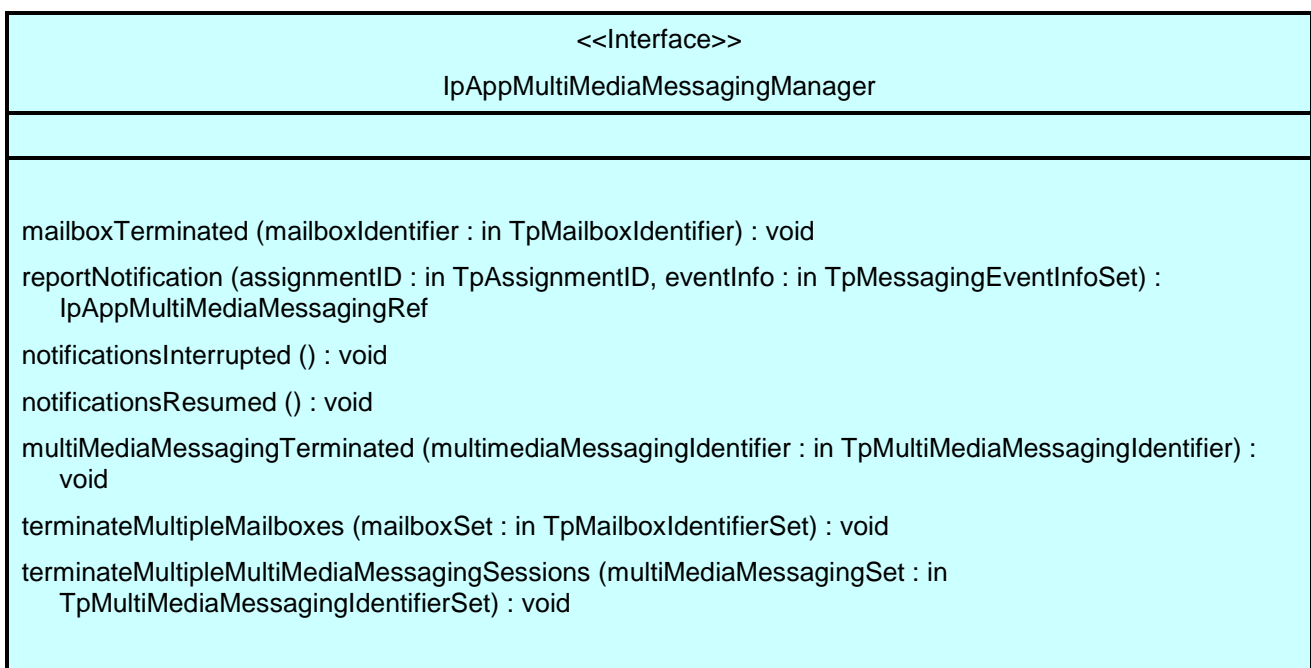 <<Interface>>
IpAppMultiMediaMessagingManager
mailboxTerminated (mailboxIdentifier : in TpMailboxIdentifier) : void
reportNotification (assignmentID : in TpAssignmentID, eventInfo : in TpMessagingEventInfoSet) :
IpAppMultiMediaMessagingRef
notificationsInterrupted () : void
notificationsResumed () : void
multiMediaMessagingTerminated (multimediaMessagingIdentifier : in TpMultiMediaMessagingIdentifier) :
void
terminateMultipleMailboxes (mailboxSet : in TpMailboxIdentifierSet) : void
terminateMultipleMultiMediaMessagingSessions (multiMediaMessagingSet : in
TpMultiMediaMessagingIdentifierSet) : void